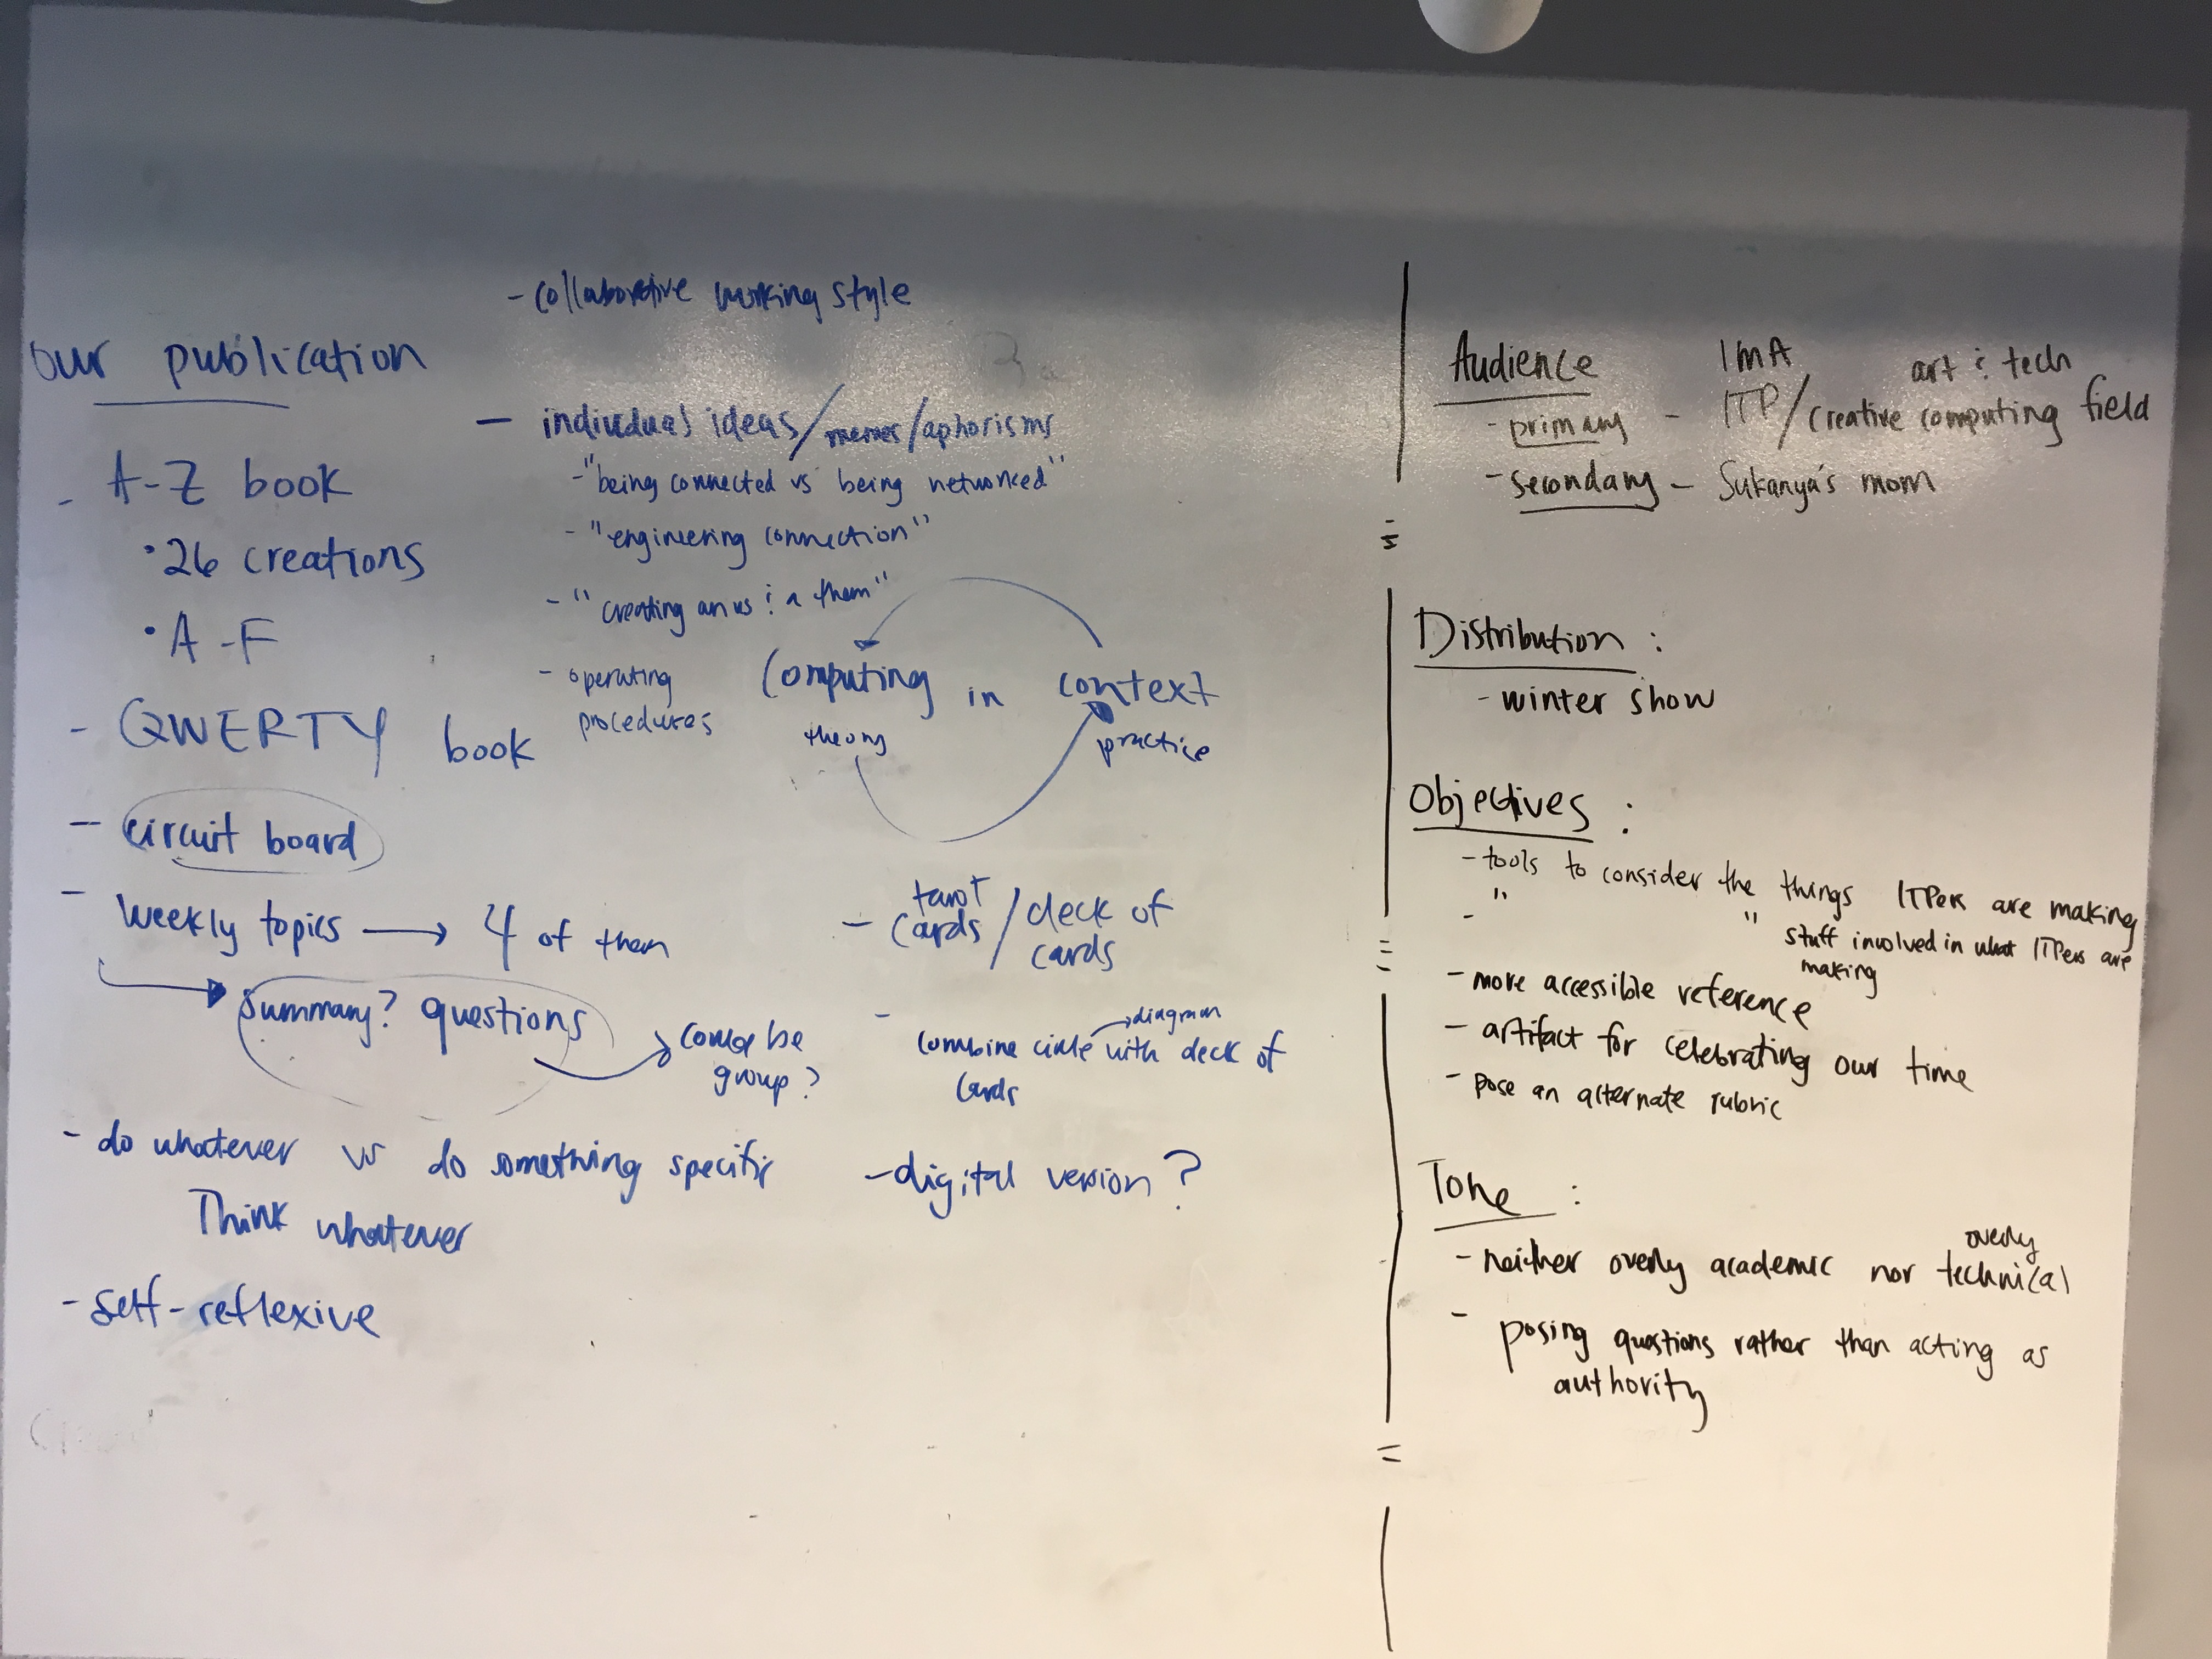 our publication
- A-Z book
• 26 creations
• A-F
- QWERTY book
- circuit board
- weekly topics → 4 of them
summary? questions
could be
group?
- do whatever vs do something specific
Think whatever
- self-reflexive
- collaborative working style
- individual ideas/memes/aphorisms
- "being connected vs being networked"
- "engineering connection"
- "creating an us & a them"
- operating
procedures
Computing in context
theory practice
- tarot
cards / deck of
cards
- combine circle → diagram with deck of
cards
- digital version?
Audience
- primary - IMA
ITP/creative computing field
art & tech
- secondary - Sukanya's mom
Distribution:
- winter show
Objectives:
- tools to consider the things ITPers are making
- " " stuff involved in what ITPers are
making
- more accessible reference
- artifact for celebrating our time
- pose an alternate rubric
Tone:
- neither overly academic nor overly technical
- posing questions rather than acting as
authority